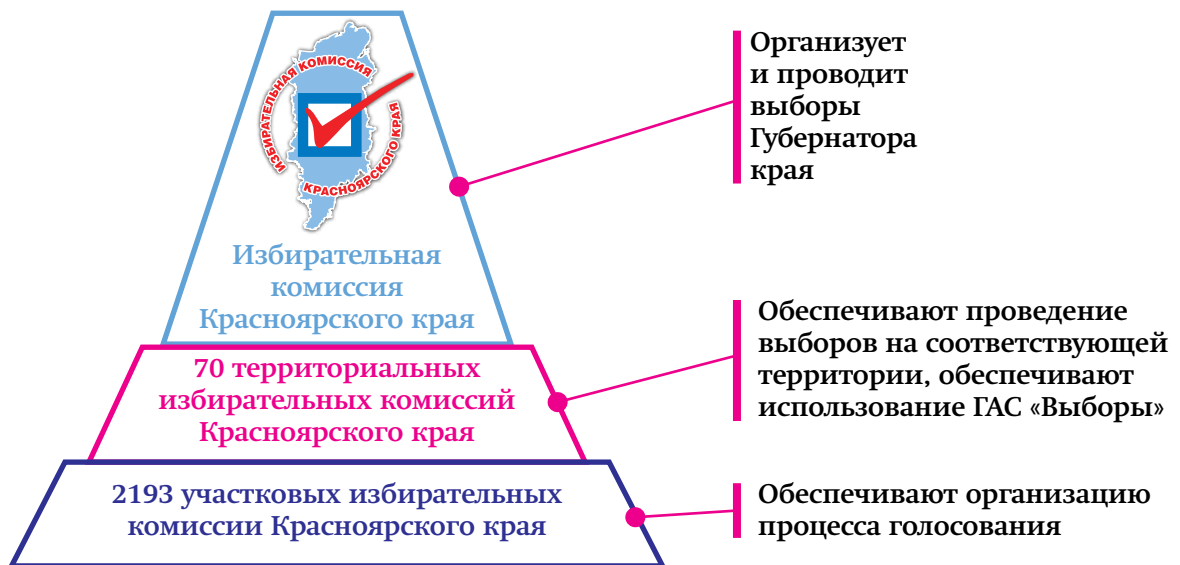 ИЗБИРАТЕЛЬНАЯ КОМИССИЯ
КРАСНОЯРСКОГО КРАЯ
Избирательная
комиссия
Красноярского края
Организует
и проводит
выборы
Губернатора
края
70 территориальных
избирательных комиссий
Красноярского края
Обеспечивают проведение
выборов на соответствующей
территории, обеспечивают
использование ГАС «Выборы»
2193 участковых избирательных
комиссии Красноярского края
Обеспечивают организацию
процесса голосования